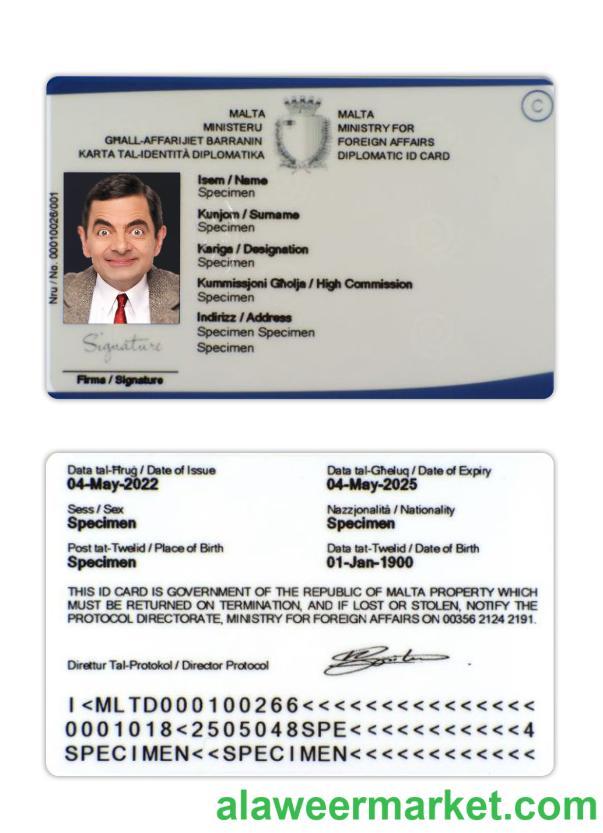 C
MALTA
MINISTERU
GĦALL-AFFARIJIET BARRANIN
KARTA TAL-IDENTITÀ DIPLOMATIKA
MALTA
MINISTRY FOR
FOREIGN AFFAIRS
DIPLOMATIC ID CARD
Nru / No. 00010026/001
Isem / Name
Specimen
Kunjom / Surname
Specimen
Kariga / Designation
Specimen
Kummissjoni Għolja / High Commission
Specimen
Indirizz / Address
Specimen Specimen
Specimen
Signature
Firma / Signature
Data tal-Ħruġ / Date of Issue
04-May-2022
Data tal-Għeluq / Date of Expiry
04-May-2025
Sess / Sex
Specimen
Nazzjonalità / Nationality
Specimen
Post tat-Twelid / Place of Birth
Specimen
Data tat-Twelid / Date of Birth
01-Jan-1900
THIS ID CARD IS GOVERNMENT OF THE REPUBLIC OF MALTA PROPERTY WHICH
MUST BE RETURNED ON TERMINATION, AND IF LOST OR STOLEN, NOTIFY THE
PROTOCOL DIRECTORATE, MINISTRY FOR FOREIGN AFFAIRS ON 00356 2124 2191.
Direttur Tal-Protokol / Director Protocol
I<MLTD000100266<<<<<<<<<<<<<<<
0001018<2505048SPE<<<<<<<<<<<4
SPECIMEN<<SPECIMEN<<<<<<<<<<<<
alaweermarket.com